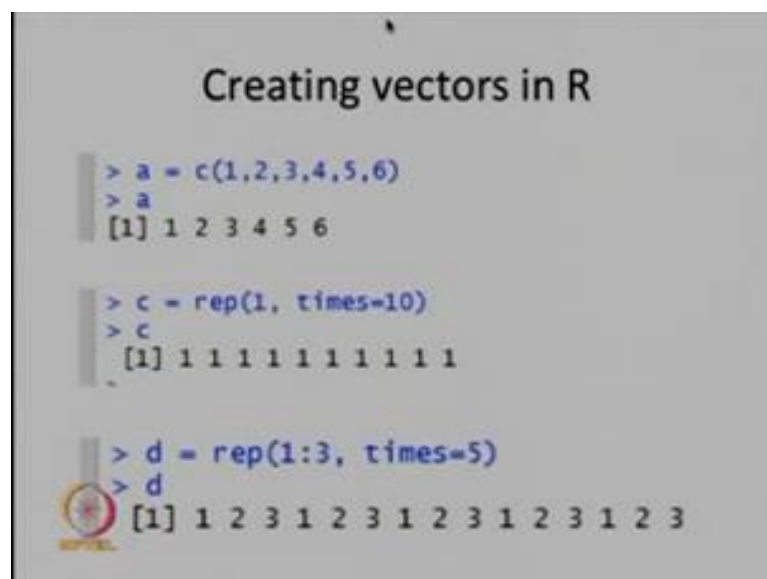 Creating vectors in R
> a = c(1,2,3,4,5,6)
> a
[1] 1 2 3 4 5 6
> c = rep(1, times=10)
> c
[1] 1 1 1 1 1 1 1 1 1 1
> d = rep(1:3, times=5)
> d
[1] 1 2 3 1 2 3 1 2 3 1 2 3 1 2 3